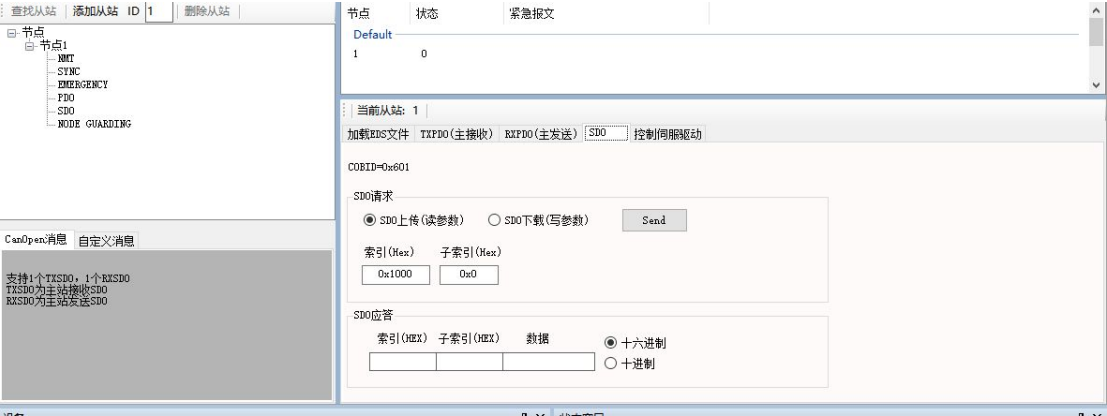 查找从站 添加从站 ID 1 删除从站
节点
节点1
NMT
SYNC
EMERGENCY
PDO
SDO
NODE GUARDING
CanOpen消息 自定义消息
支持1个TXSDO，1个RXSDO
TXSDO为主站接收SDO
RXSDO为主站发送SDO
节点 状态 紧急报文
Default
1 0
当前从站: 1
加载EDS文件 TXPDO(主接收) RXPDO(主发送) SDO 控制伺服驱动
COBID=0x601
SDO请求
SDO上传(读参数) SDO下载(写参数) Send
索引(Hex) 子索引(Hex)
0x1000 0x0
SDO应答
索引(HEX) 子索引(HEX) 数据 十六进制
十进制